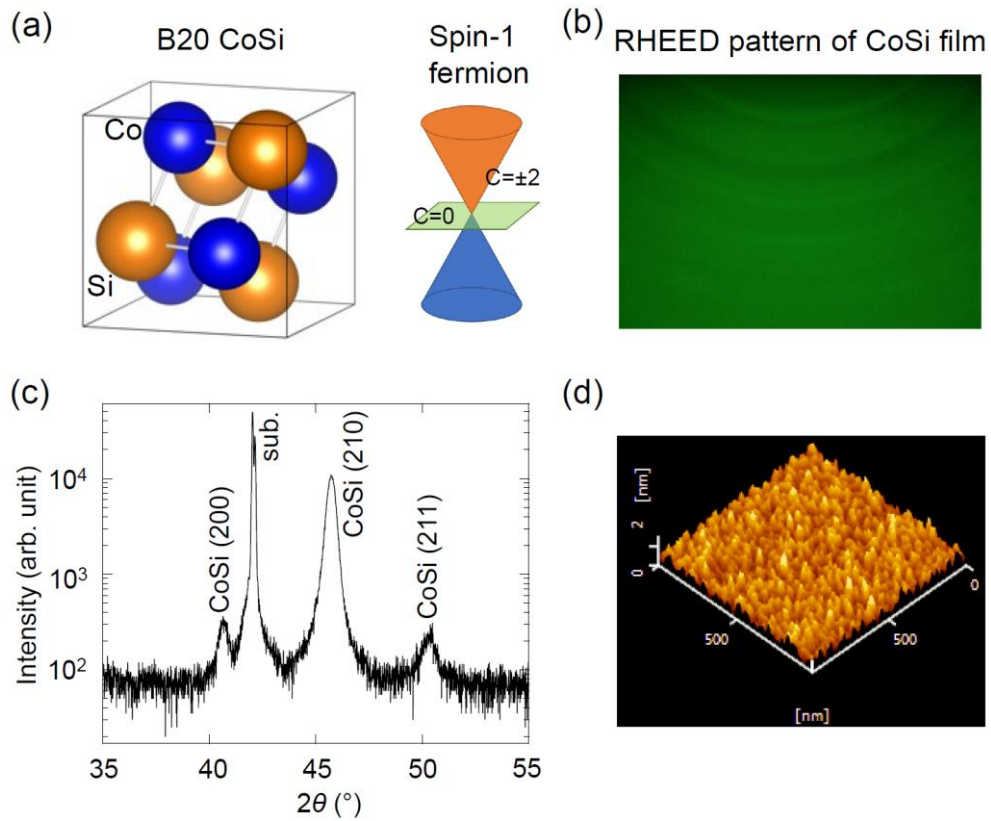 (a)
B20 CoSi
Co
Si
Spin-1
fermion
C=±2
C=0
(b)
RHEED pattern of CoSi film
(c)
Intensity (arb. unit)
10⁴
10³
10²
CoSi (200)
sub.
CoSi (210)
CoSi (211)
35 40 45 50 55
2θ (°)
(d)
[nm]
2
0
500
[nm]
500
0